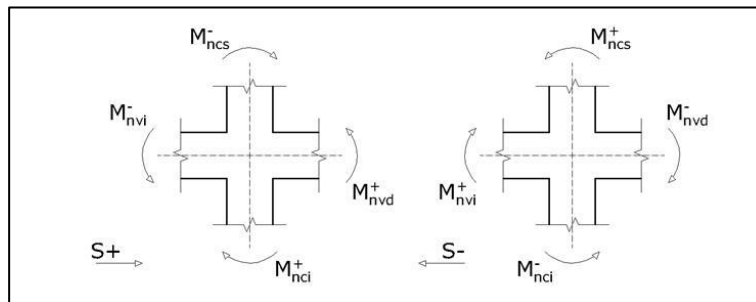 M⁻ncs
M⁺ncs
M⁻nvi
M⁻nvd
M⁺nvd
M⁺nvi
S+
M⁺nci
S-
M⁻nci